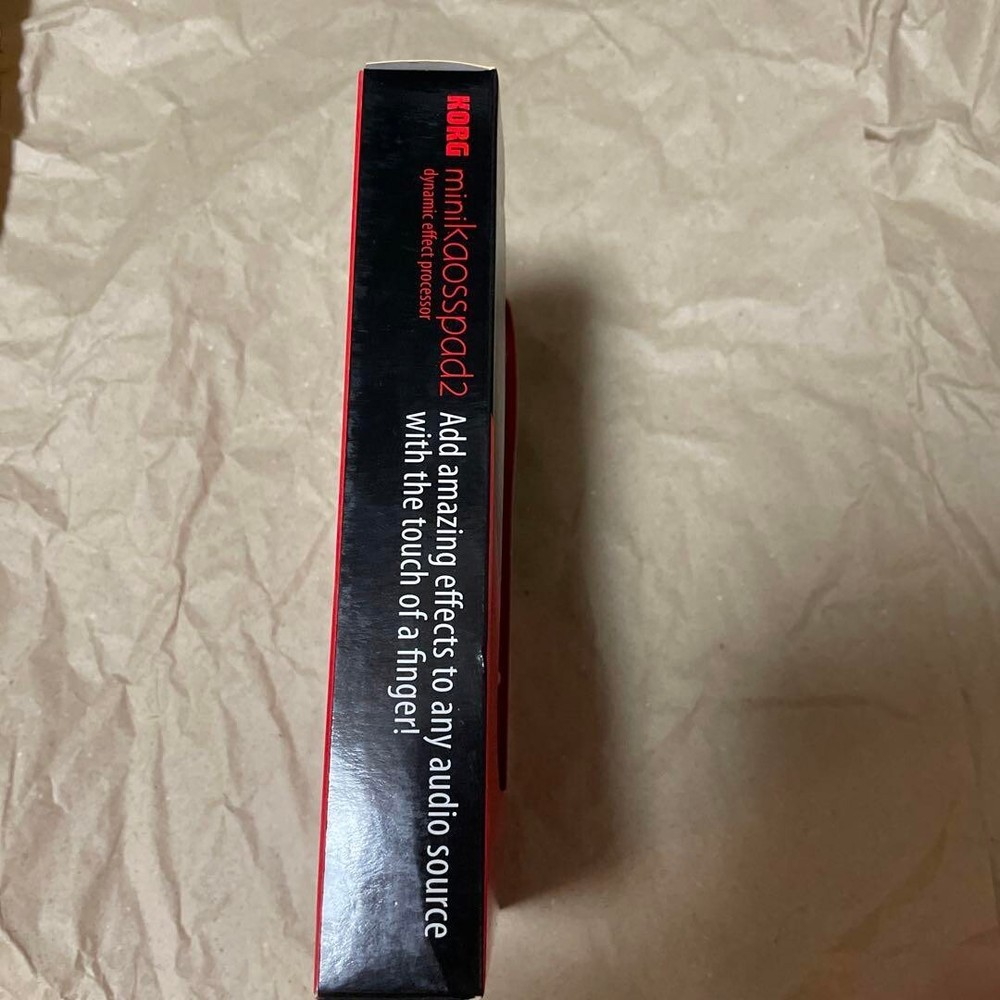 KORG minikaosspad2
dynamic effect processor
Add amazing effects to any audio source
with the touch of a finger!